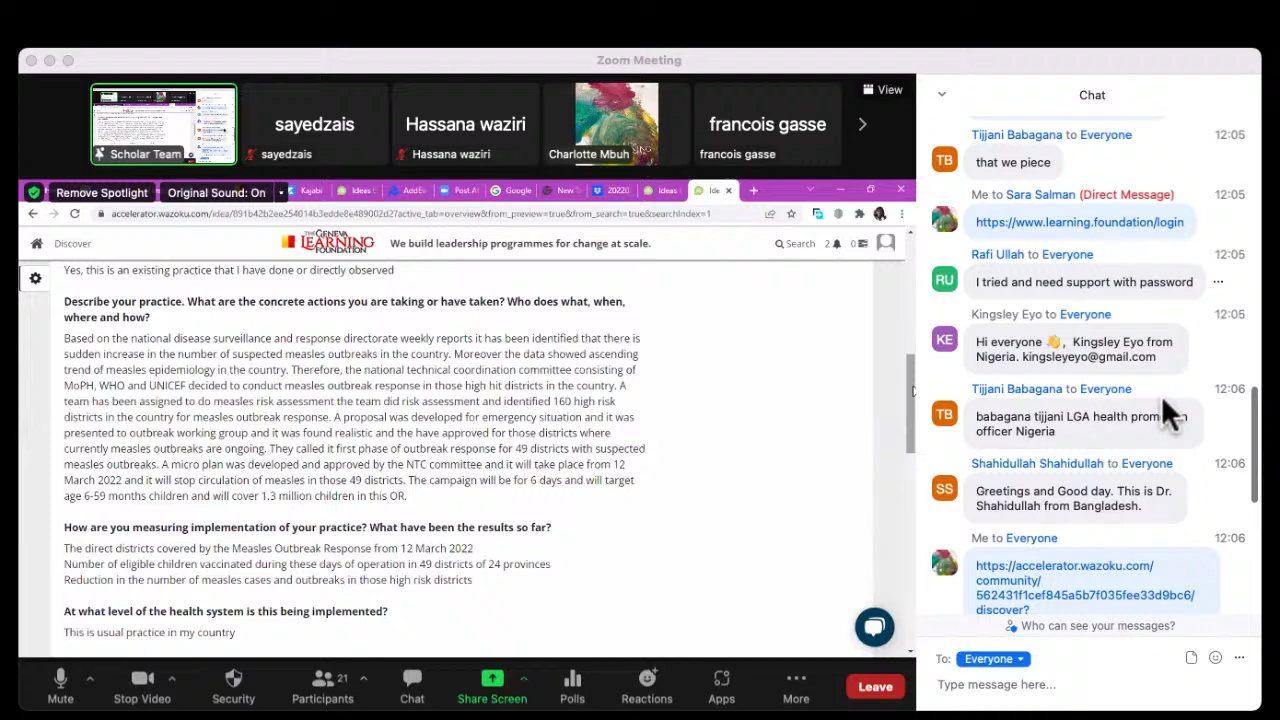 Zoom Meeting
View
Scholar Team
sayedzais
sayedzais
Hassana waziri
Hassana waziri
Charlotte Mbuh
francois gasse
francois gasse
Remove Spotlight
Original Sound: On
Kajabi
Ideas E
AddEv
Post At
Google
New T
2022
Ideas
Ide
accelerator.wazoku.com/idea/891b42b2ee254014b3edde8e489002d2?active_tab=overview&from_preview=true&from_search=true&searchIndex=1
Discover
THE GENEVA
LEARNING
FOUNDATION
We build leadership programmes for change at scale.
Search
2
0
Yes, this is an existing practice that I have done or directly observed
Describe your practice. What are the concrete actions you are taking or have taken? Who does what, when,
where and how?
Based on the national disease surveillance and response directorate weekly reports it has been identified that there is
sudden increase in the number of suspected measles outbreaks in the country. Moreover the data showed ascending
trend of measles epidemiology in the country. Therefore, the national technical coordination committee consisting of
MoPH, WHO and UNICEF decided to conduct measles outbreak response in those high hit districts in the country. A
team has been assigned to do measles risk assessment the team did risk assessment and identified 160 high risk
districts in the country for measles outbreak response. A proposal was developed for emergency situation and it was
presented to outbreak working group and it was found realistic and the have approved for those districts where
currently measles outbreaks are ongoing. They called it first phase of outbreak response for 49 districts with suspected
measles outbreaks. A micro plan was developed and approved by the NTC committee and it will take place from 12
March 2022 and it will stop circulation of measles in those 49 districts. The campaign will be for 6 days and will target
age 6-59 months children and will cover 1.3 million children in this OR.
How are you measuring implementation of your practice? What have been the results so far?
The direct districts covered by the Measles Outbreak Response from 12 March 2022
Number of eligible children vaccinated during these days of operation in 49 districts of 24 provinces
Reduction in the number of measles cases and outbreaks in those high risk districts
At what level of the health system is this being implemented?
This is usual practice in my country
Mute
Stop Video
Security
Participants
21
Chat
Share Screen
Polls
Reactions
Apps
More
Leave
Chat
Tijjani Babagana to Everyone 12:05
TB
that we piece
Me to Sara Salman (Direct Message) 12:05
https://www.learning.foundation/login
Rafi Ullah to Everyone 12:05
RU
I tried and need support with password
Kingsley Eyo to Everyone 12:05
KE
Hi everyone 👋, Kingsley Eyo from
Nigeria. kingsleyeyo@gmail.com
Tijjani Babagana to Everyone 12:06
TB
babagana tijjani LGA health
officer Nigeria
Shahidullah Shahidullah to Everyone 12:06
SS
Greetings and Good day. This is Dr.
Shahidullah from Bangladesh.
Me to Everyone 12:06
https://accelerator.wazoku.com/
community/
562431f1cef845a5b7f035fee33d9bc6/
discover?
Who can see your messages?
To: Everyone
Type message here...